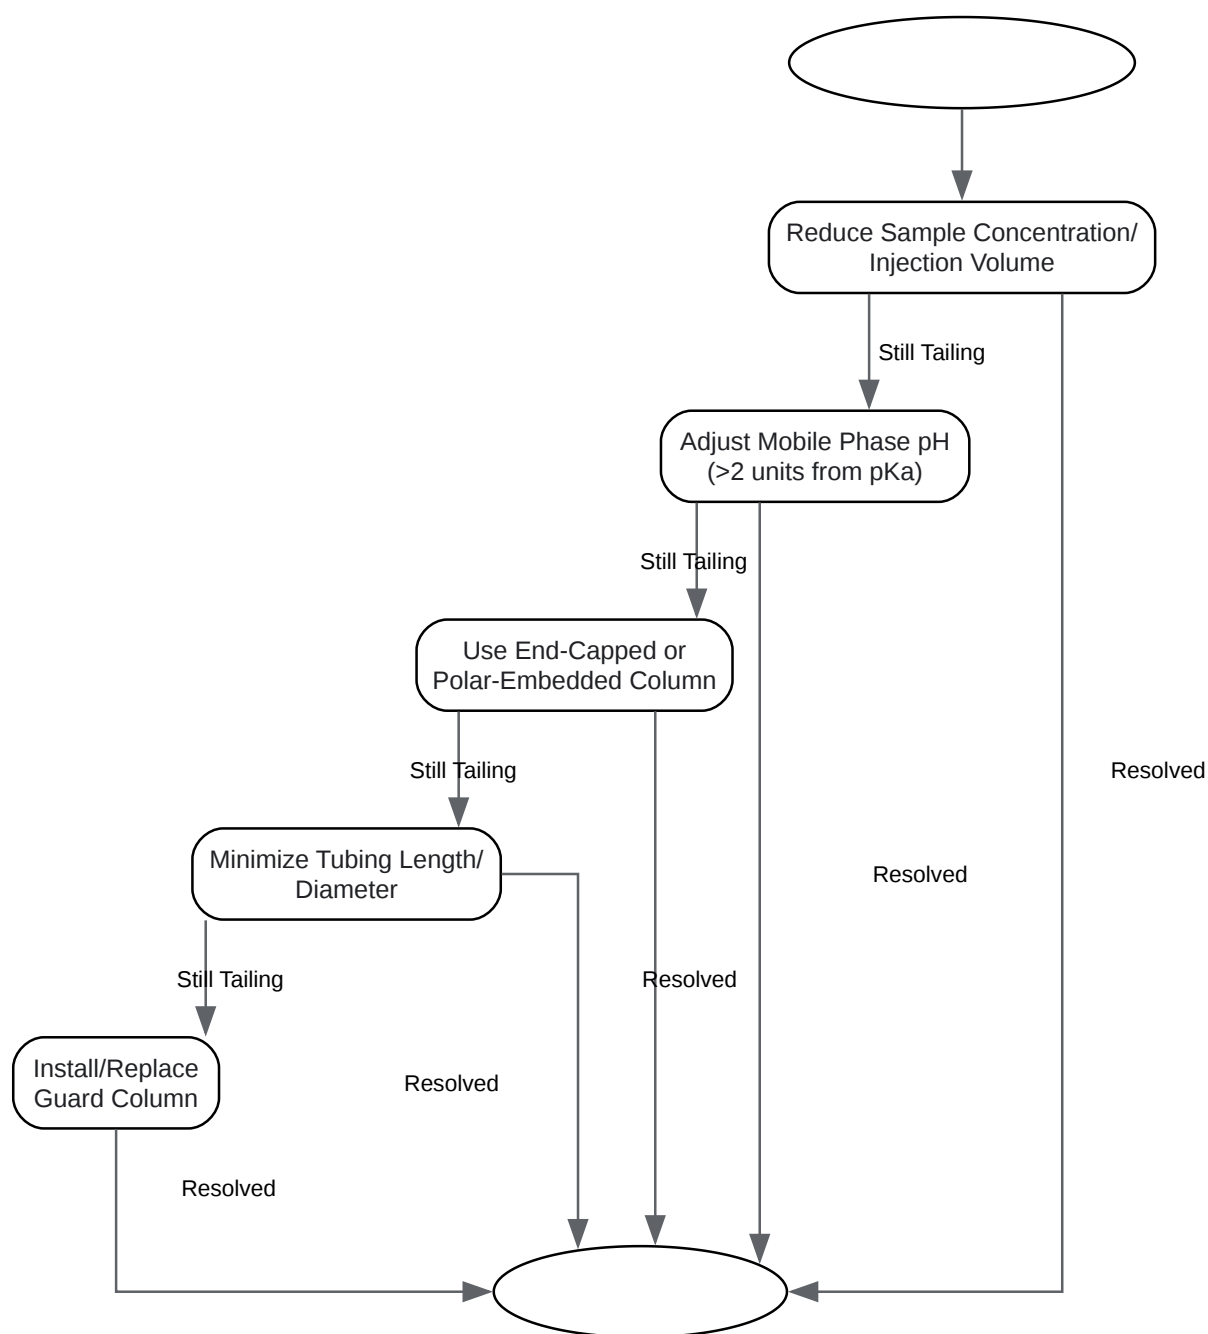 Reduce Sample Concentration/
Injection Volume
Still Tailing
Adjust Mobile Phase pH
(>2 units from pKa)
Still Tailing
Use End-Capped or
Polar-Embedded Column
Still Tailing
Resolved
Minimize Tubing Length/
Diameter
Resolved
Still Tailing
Resolved
Install/Replace
Guard Column
Resolved
Resolved